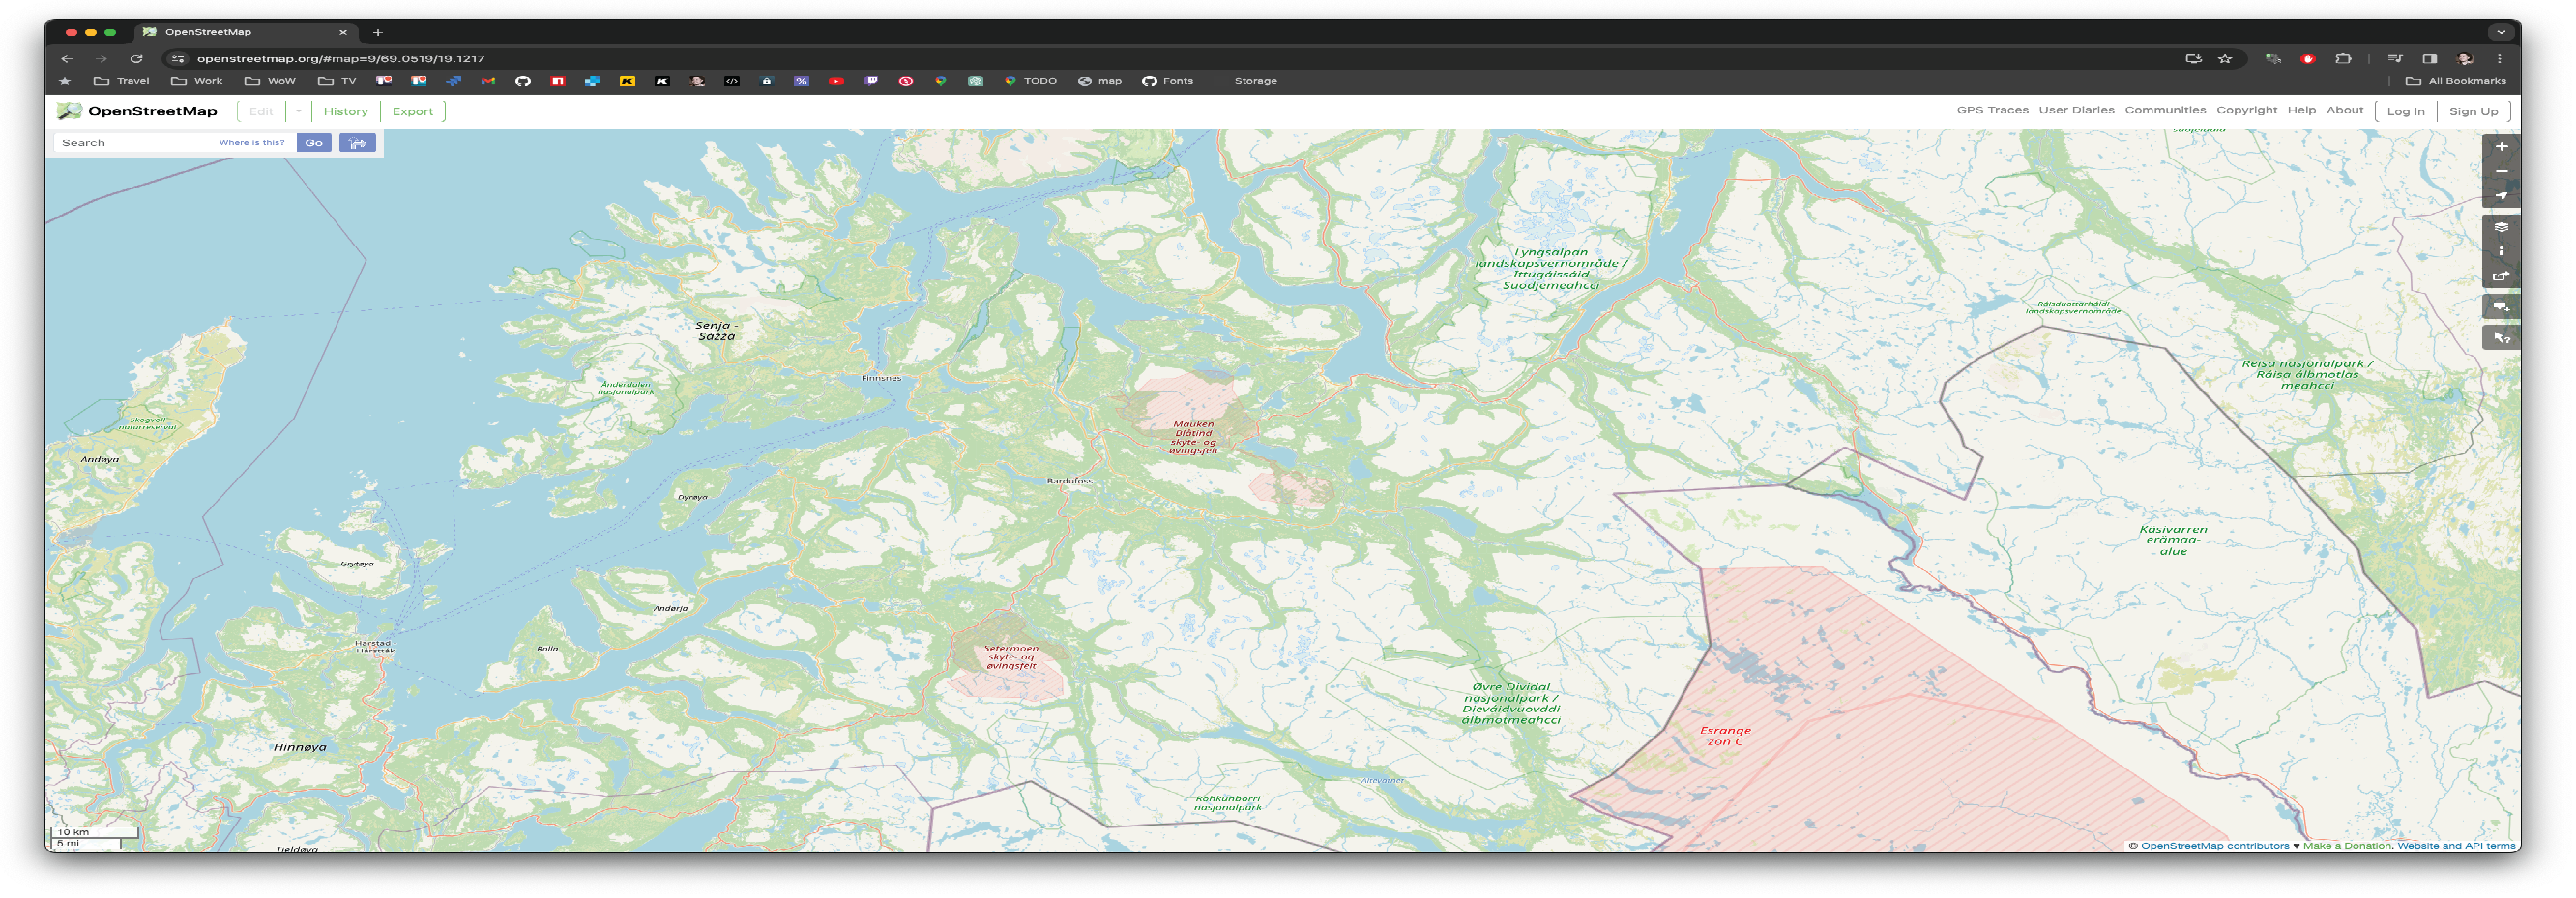 OpenStreetMap
openstreetmap.org/#map=9/69.0519/19.1217
Travel Work WoW TV TODO map Fonts Storage All Bookmarks
OpenStreetMap Edit History Export GPS Traces User Diaries Communities Copyright Help About Log In Sign Up
Search Where is this? Go
Lyngsalpan
landskapsvernområde /
Ittugáissáid
Suodjemeahcci
Ráisduottarháldi
landskapsvernområde
Senja -
Sážžá
Reisa nasjonalpark /
Ráisa álbmotlas
meahcci
Finnsnes
Ånderdalen
nasjonalpark
Skogvoll
naturreservat
Mauken
Blåtind
skyte- og
øvingsfelt
Andøya
Bardufoss
Dyrøya
Käsivarren
erämaa-
alue
Grytøya
Andørja
Harstad -
Hárstták
Rolla
Setermoen
skyte- og
øvingsfelt
Øvre Dividal
nasjonalpark /
Dieváidvuovddi
álbmotmeahcci
Esrange
zon C
Hinnøya
Altevatnet
Rohkunborri
nasjonalpark
10 km
5 mi
Tjeldøya
© OpenStreetMap contributors ♥ Make a Donation. Website and API terms